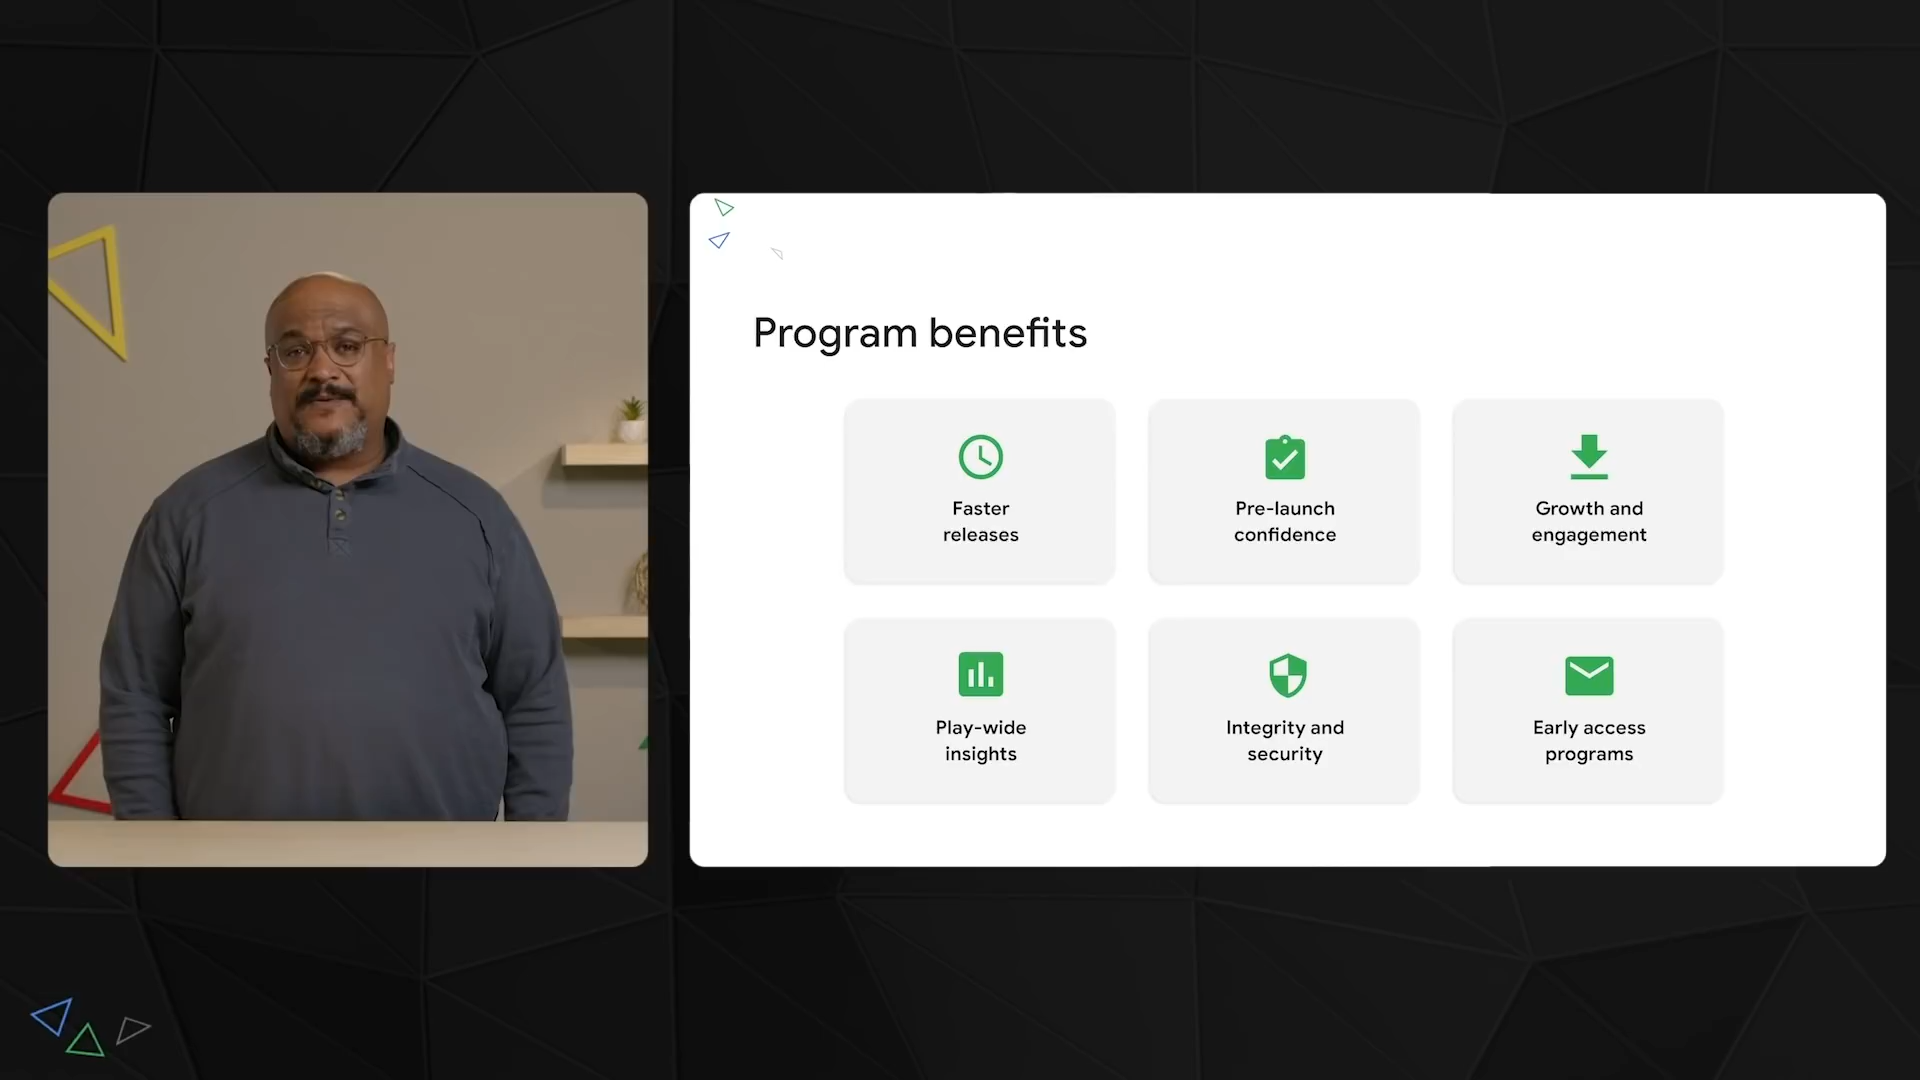 Program benefits
Faster
releases
Pre-launch
confidence
Growth and
engagement
Play-wide
insights
Integrity and
security
Early access
programs